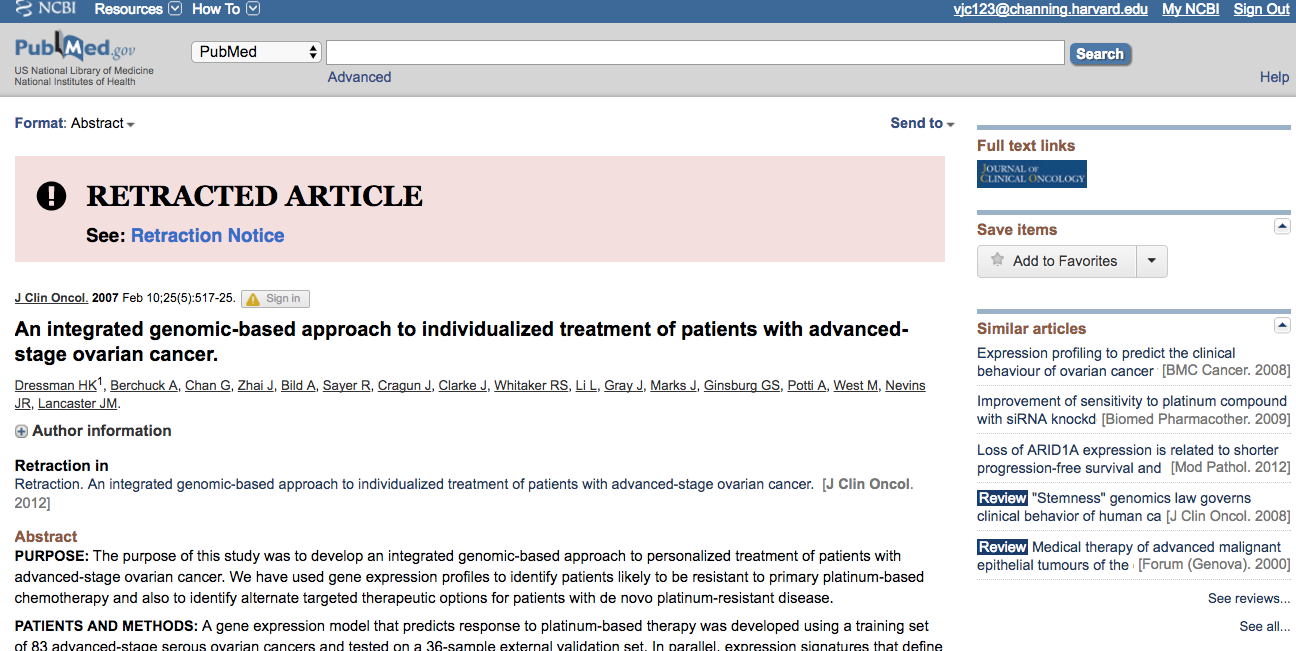 NCBI Resources How To vjc123@channing.harvard.edu My NCBI Sign Out
PubMed.gov
US National Library of Medicine
National Institutes of Health
PubMed
Search
Advanced
Help
Format: Abstract
Send to
RETRACTED ARTICLE
See: Retraction Notice
J Clin Oncol. 2007 Feb 10;25(5):517-25. Sign in
An integrated genomic-based approach to individualized treatment of patients with advanced-
stage ovarian cancer.
Dressman HK1, Berchuck A, Chan G, Zhai J, Bild A, Sayer R, Cragun J, Clarke J, Whitaker RS, Li L, Gray J, Marks J, Ginsburg GS, Potti A, West M, Nevins
JR, Lancaster JM.
Author information
Retraction in
Retraction. An integrated genomic-based approach to individualized treatment of patients with advanced-stage ovarian cancer. [J Clin Oncol.
2012]
Abstract
PURPOSE: The purpose of this study was to develop an integrated genomic-based approach to personalized treatment of patients with
advanced-stage ovarian cancer. We have used gene expression profiles to identify patients likely to be resistant to primary platinum-based
chemotherapy and also to identify alternate targeted therapeutic options for patients with de novo platinum-resistant disease.
PATIENTS AND METHODS: A gene expression model that predicts response to platinum-based therapy was developed using a training set
of 83 advanced-stage serous ovarian cancers and tested on a 36-sample external validation set. In parallel, expression signatures that define
Full text links
JOURNAL OF
CLINICAL ONCOLOGY
Save items
Add to Favorites
Similar articles
Expression profiling to predict the clinical
behaviour of ovarian cancer [BMC Cancer. 2008]
Improvement of sensitivity to platinum compound
with siRNA knockd [Biomed Pharmacother. 2009]
Loss of ARID1A expression is related to shorter
progression-free survival and [Mod Pathol. 2012]
Review "Stemness" genomics law governs
clinical behavior of human ca [J Clin Oncol. 2008]
Review Medical therapy of advanced malignant
epithelial tumours of the [Forum (Genova). 2000]
See reviews...
See all...